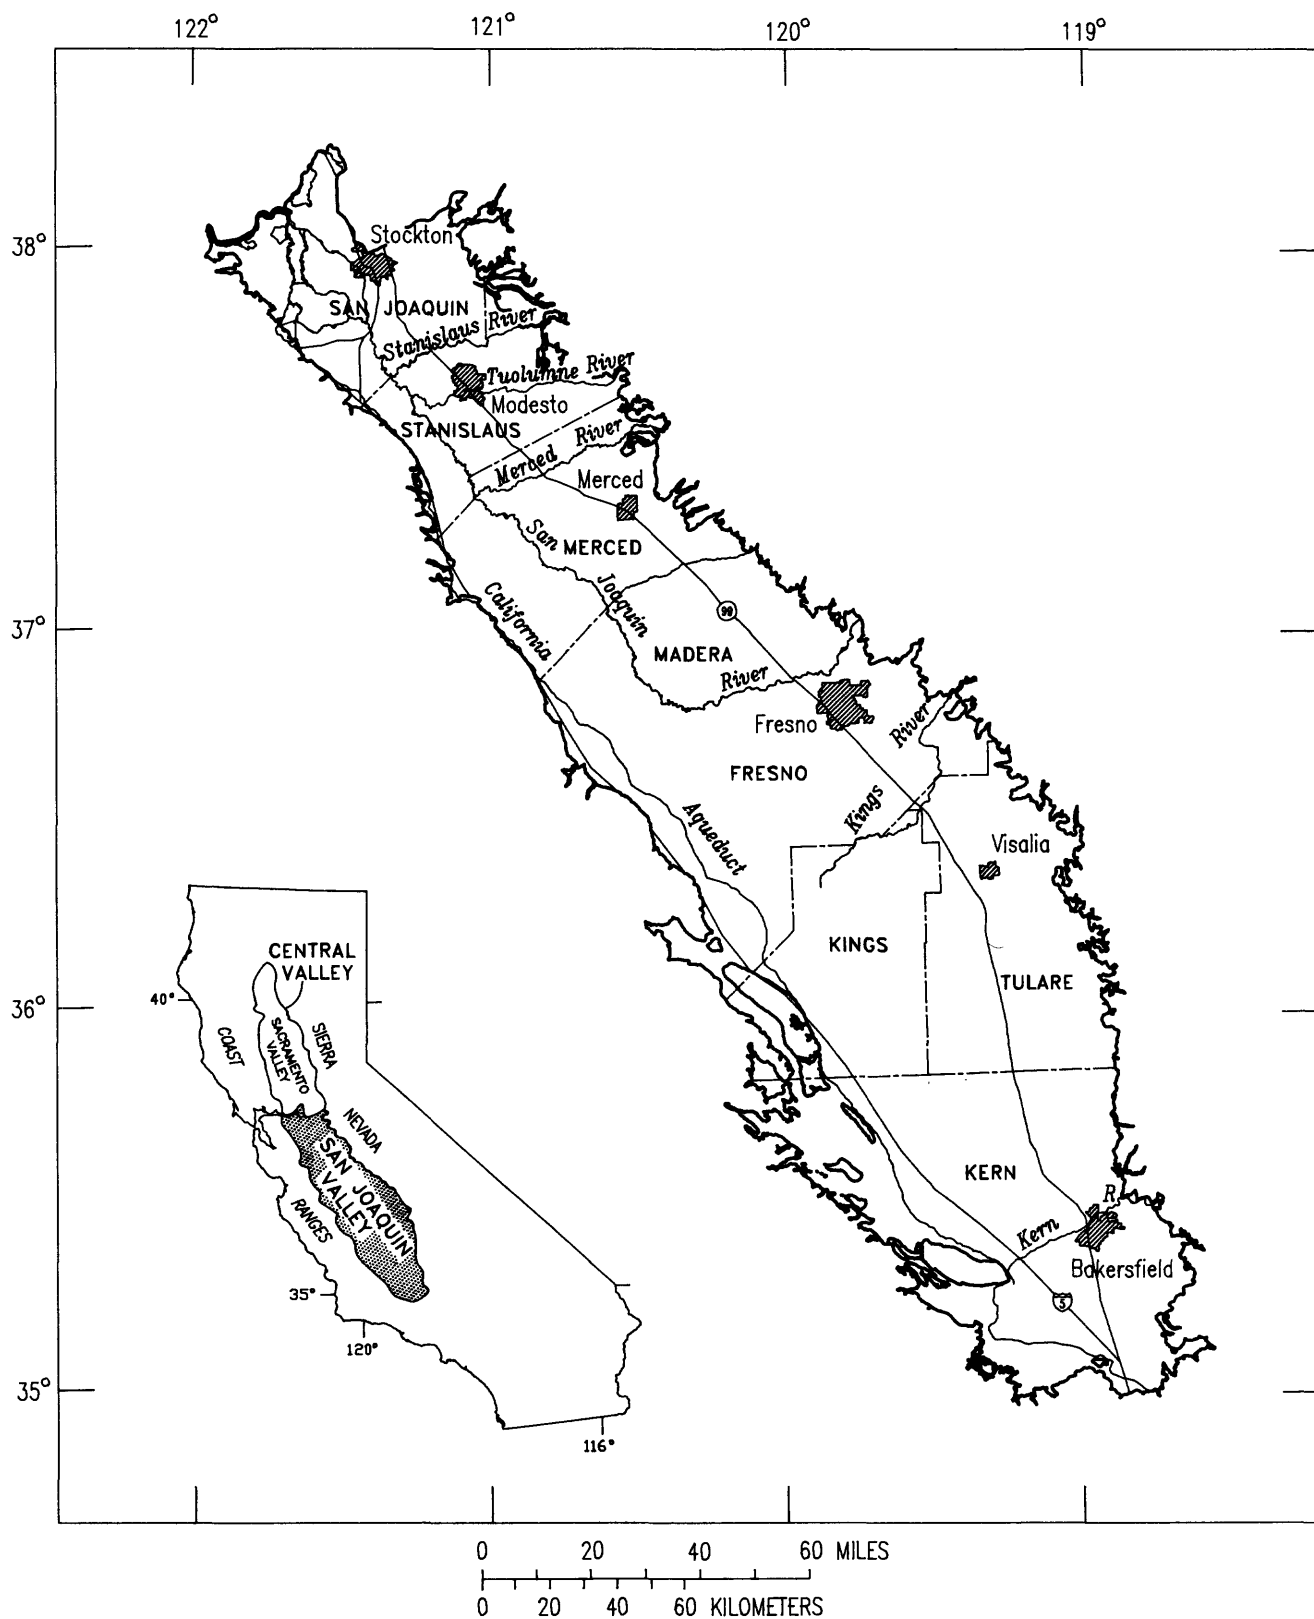 122° 121° 120° 119°
38°
37°
36°
35°
Stockton
SAN JOAQUIN
Stanislaus River
Tuolumne River
Modesto
STANISLAUS
Merced River
Merced
MERCED
San Joaquin River
California Aqueduct
99
MADERA
Fresno
FRESNO
Kings River
Visalia
KINGS
TULARE
KERN
Kern R.
Bakersfield
5
CENTRAL
VALLEY
40°
COAST
RANGES
SACRAMENTO
VALLEY
SIERRA
NEVADA
SAN JOAQUIN
VALLEY
35°
120°
116°
0 20 40 60 MILES
0 20 40 60 KILOMETERS